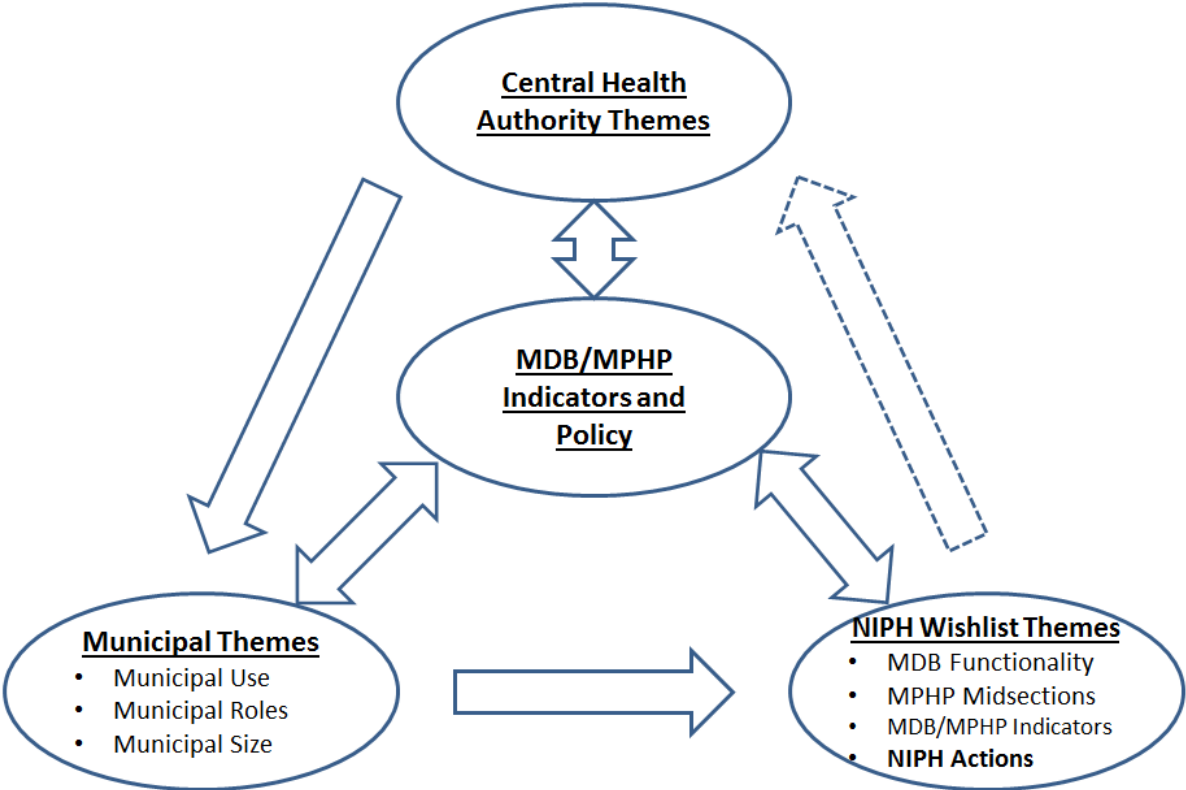 Central Health
Authority Themes
MDB/MPHP
Indicators and
Policy
Municipal Themes
• Municipal Use
• Municipal Roles
• Municipal Size
NIPH Wishlist Themes
• MDB Functionality
• MPHP Midsections
• MDB/MPHP Indicators
• NIPH Actions